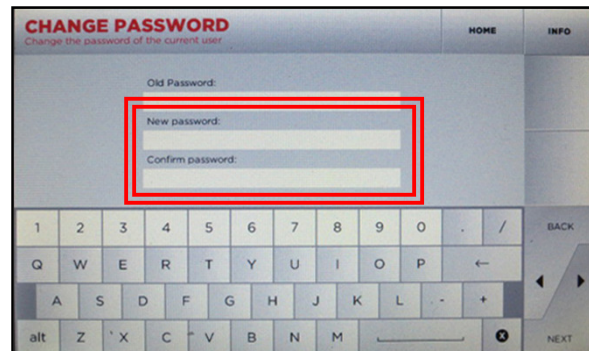 CHANGE PASSWORD
Change the password of the current user
HOME
INFO
Old Password:
New password:
Confirm password:
1 2 3 4 5 6 7 8 9 0 . /
BACK
Q W E R T Y U I O P ←
A S D F G H J K L - +
alt Z X C V B N M
NEXT